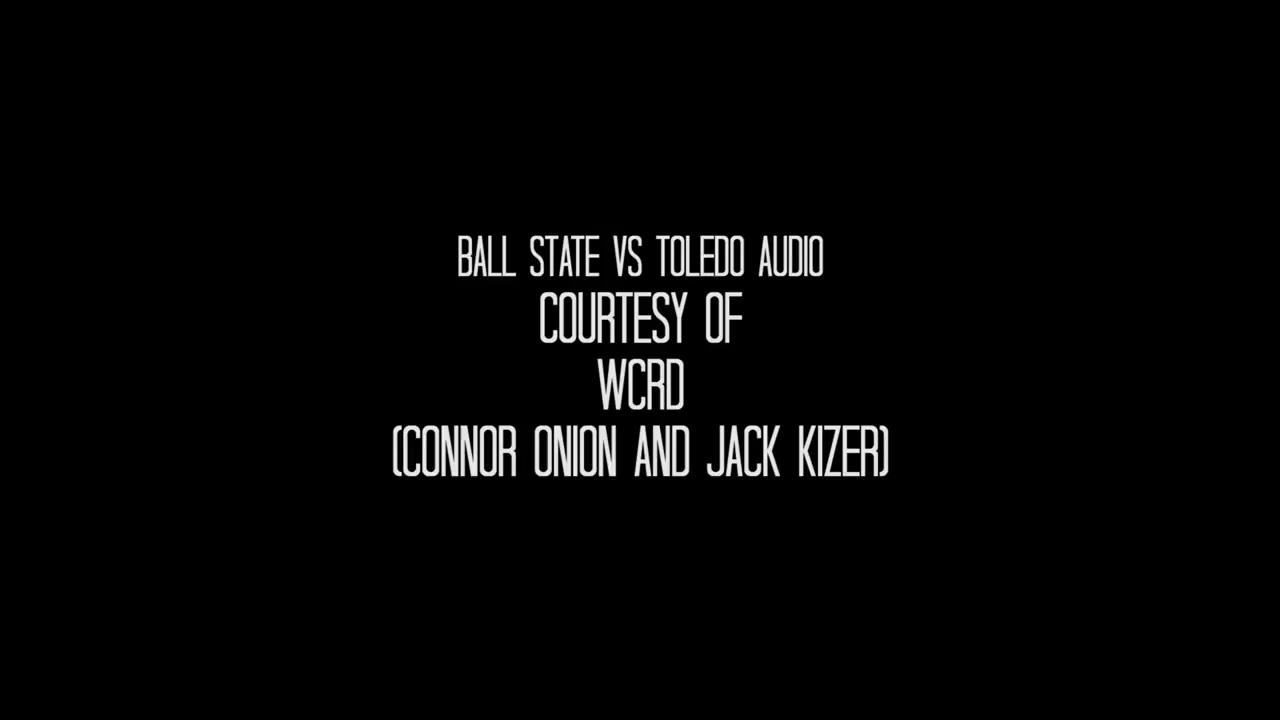 BALL STATE VS TOLEDO AUDIO
COURTESY OF
WCRD
(CONNOR ONION AND JACK KIZER)